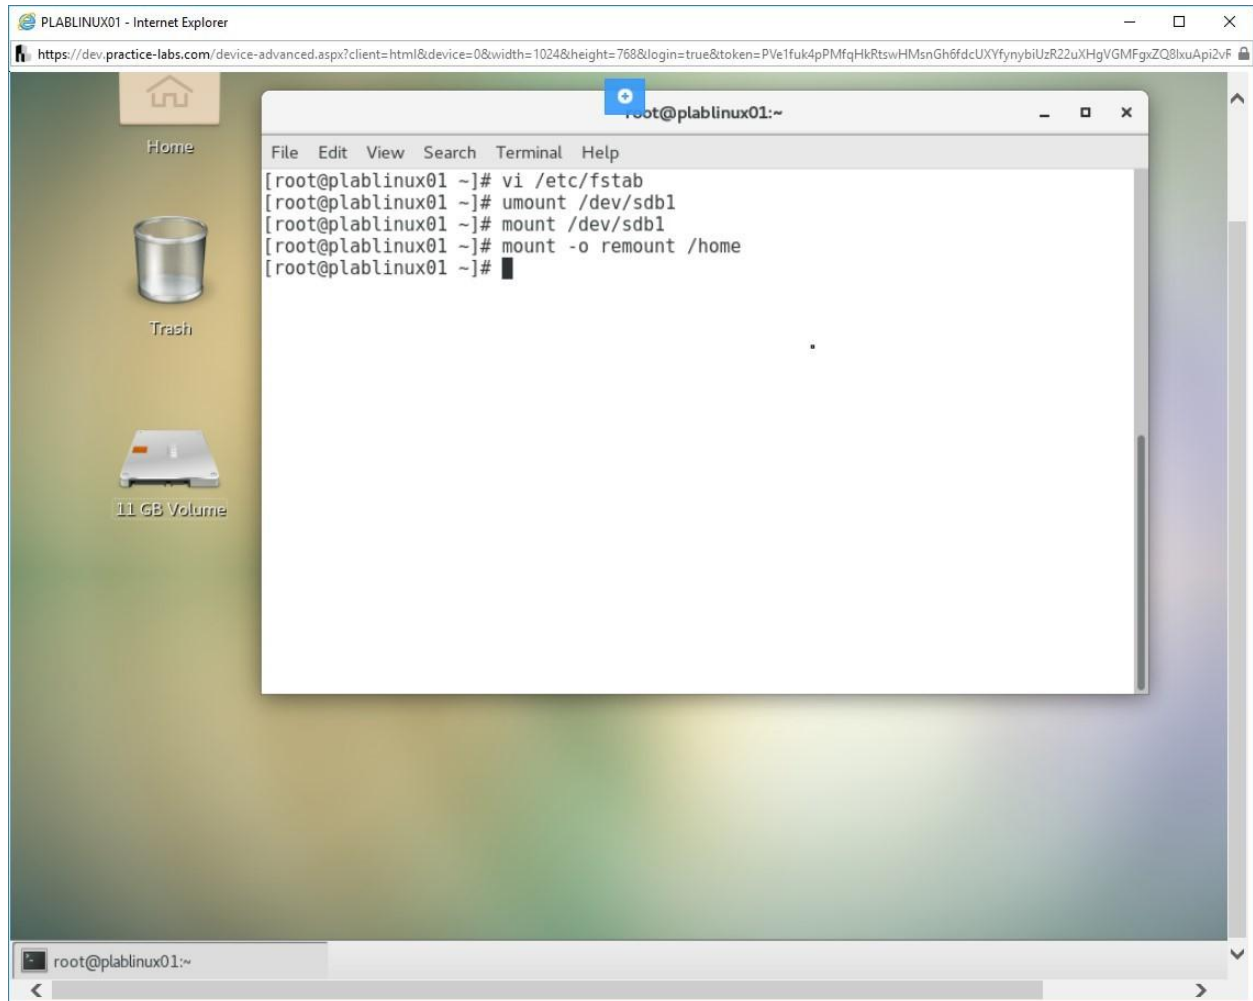 PLABLINUX01 - Internet Explorer
https://dev.practice-labs.com/device-advanced.aspx?client=html&device=0&width=1024&height=768&login=true&token=PVe1fuk4pPMfqHkRtswHMsnGh6fdcUXYfynybiUzR22uXHgVGMFgxZQ8lxuApi2vF
Home
Trash
11 GB Volume
root@plablinux01:~
File Edit View Search Terminal Help
[root@plablinux01 ~]# vi /etc/fstab
[root@plablinux01 ~]# umount /dev/sdb1
[root@plablinux01 ~]# mount /dev/sdb1
[root@plablinux01 ~]# mount -o remount /home
[root@plablinux01 ~]#
root@plablinux01:~